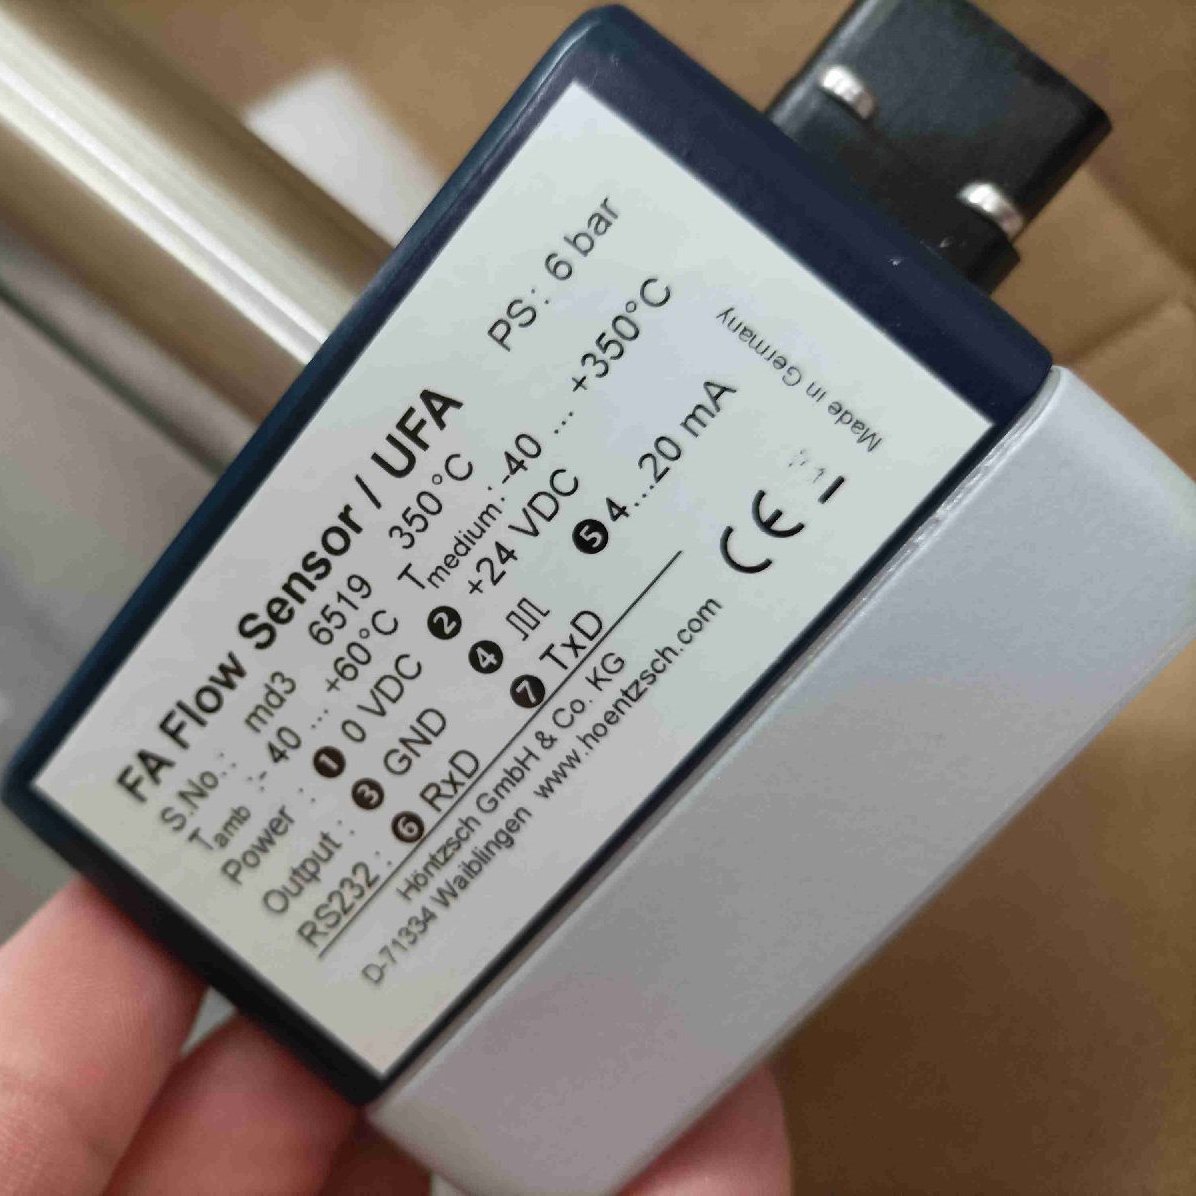 FA Flow Sensor / UFA
S.No.: md3 6519 350°C PS: 6 bar
Tamb :- 40 ... +60°C Tmedium:-40 .... +350°C
Power : ❶ 0 VDC ❷ +24 VDC
Output : ❸ GND ❹ ❺ 4...20 mA
RS232 : ❻ RxD ❼ TxD
Höntzsch GmbH & Co. KG
D-71334 Waiblingen www.hoentzsch.com
CE
Made in Germany